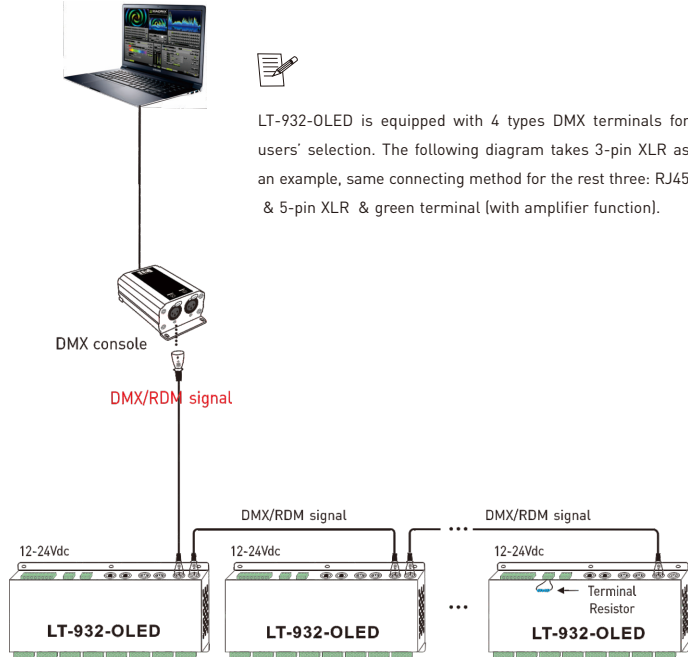 LT-932-OLED is equipped with 4 types DMX terminals for
users' selection. The following diagram takes 3-pin XLR as
an example, same connecting method for the rest three: RJ45
& 5-pin XLR & green terminal (with amplifier function).
DMX console
DMX/RDM signal
DMX/RDM signal
DMX/RDM signal
12-24Vdc
12-24Vdc
12-24Vdc
Terminal
Resistor
LT-932-OLED
LT-932-OLED
LT-932-OLED